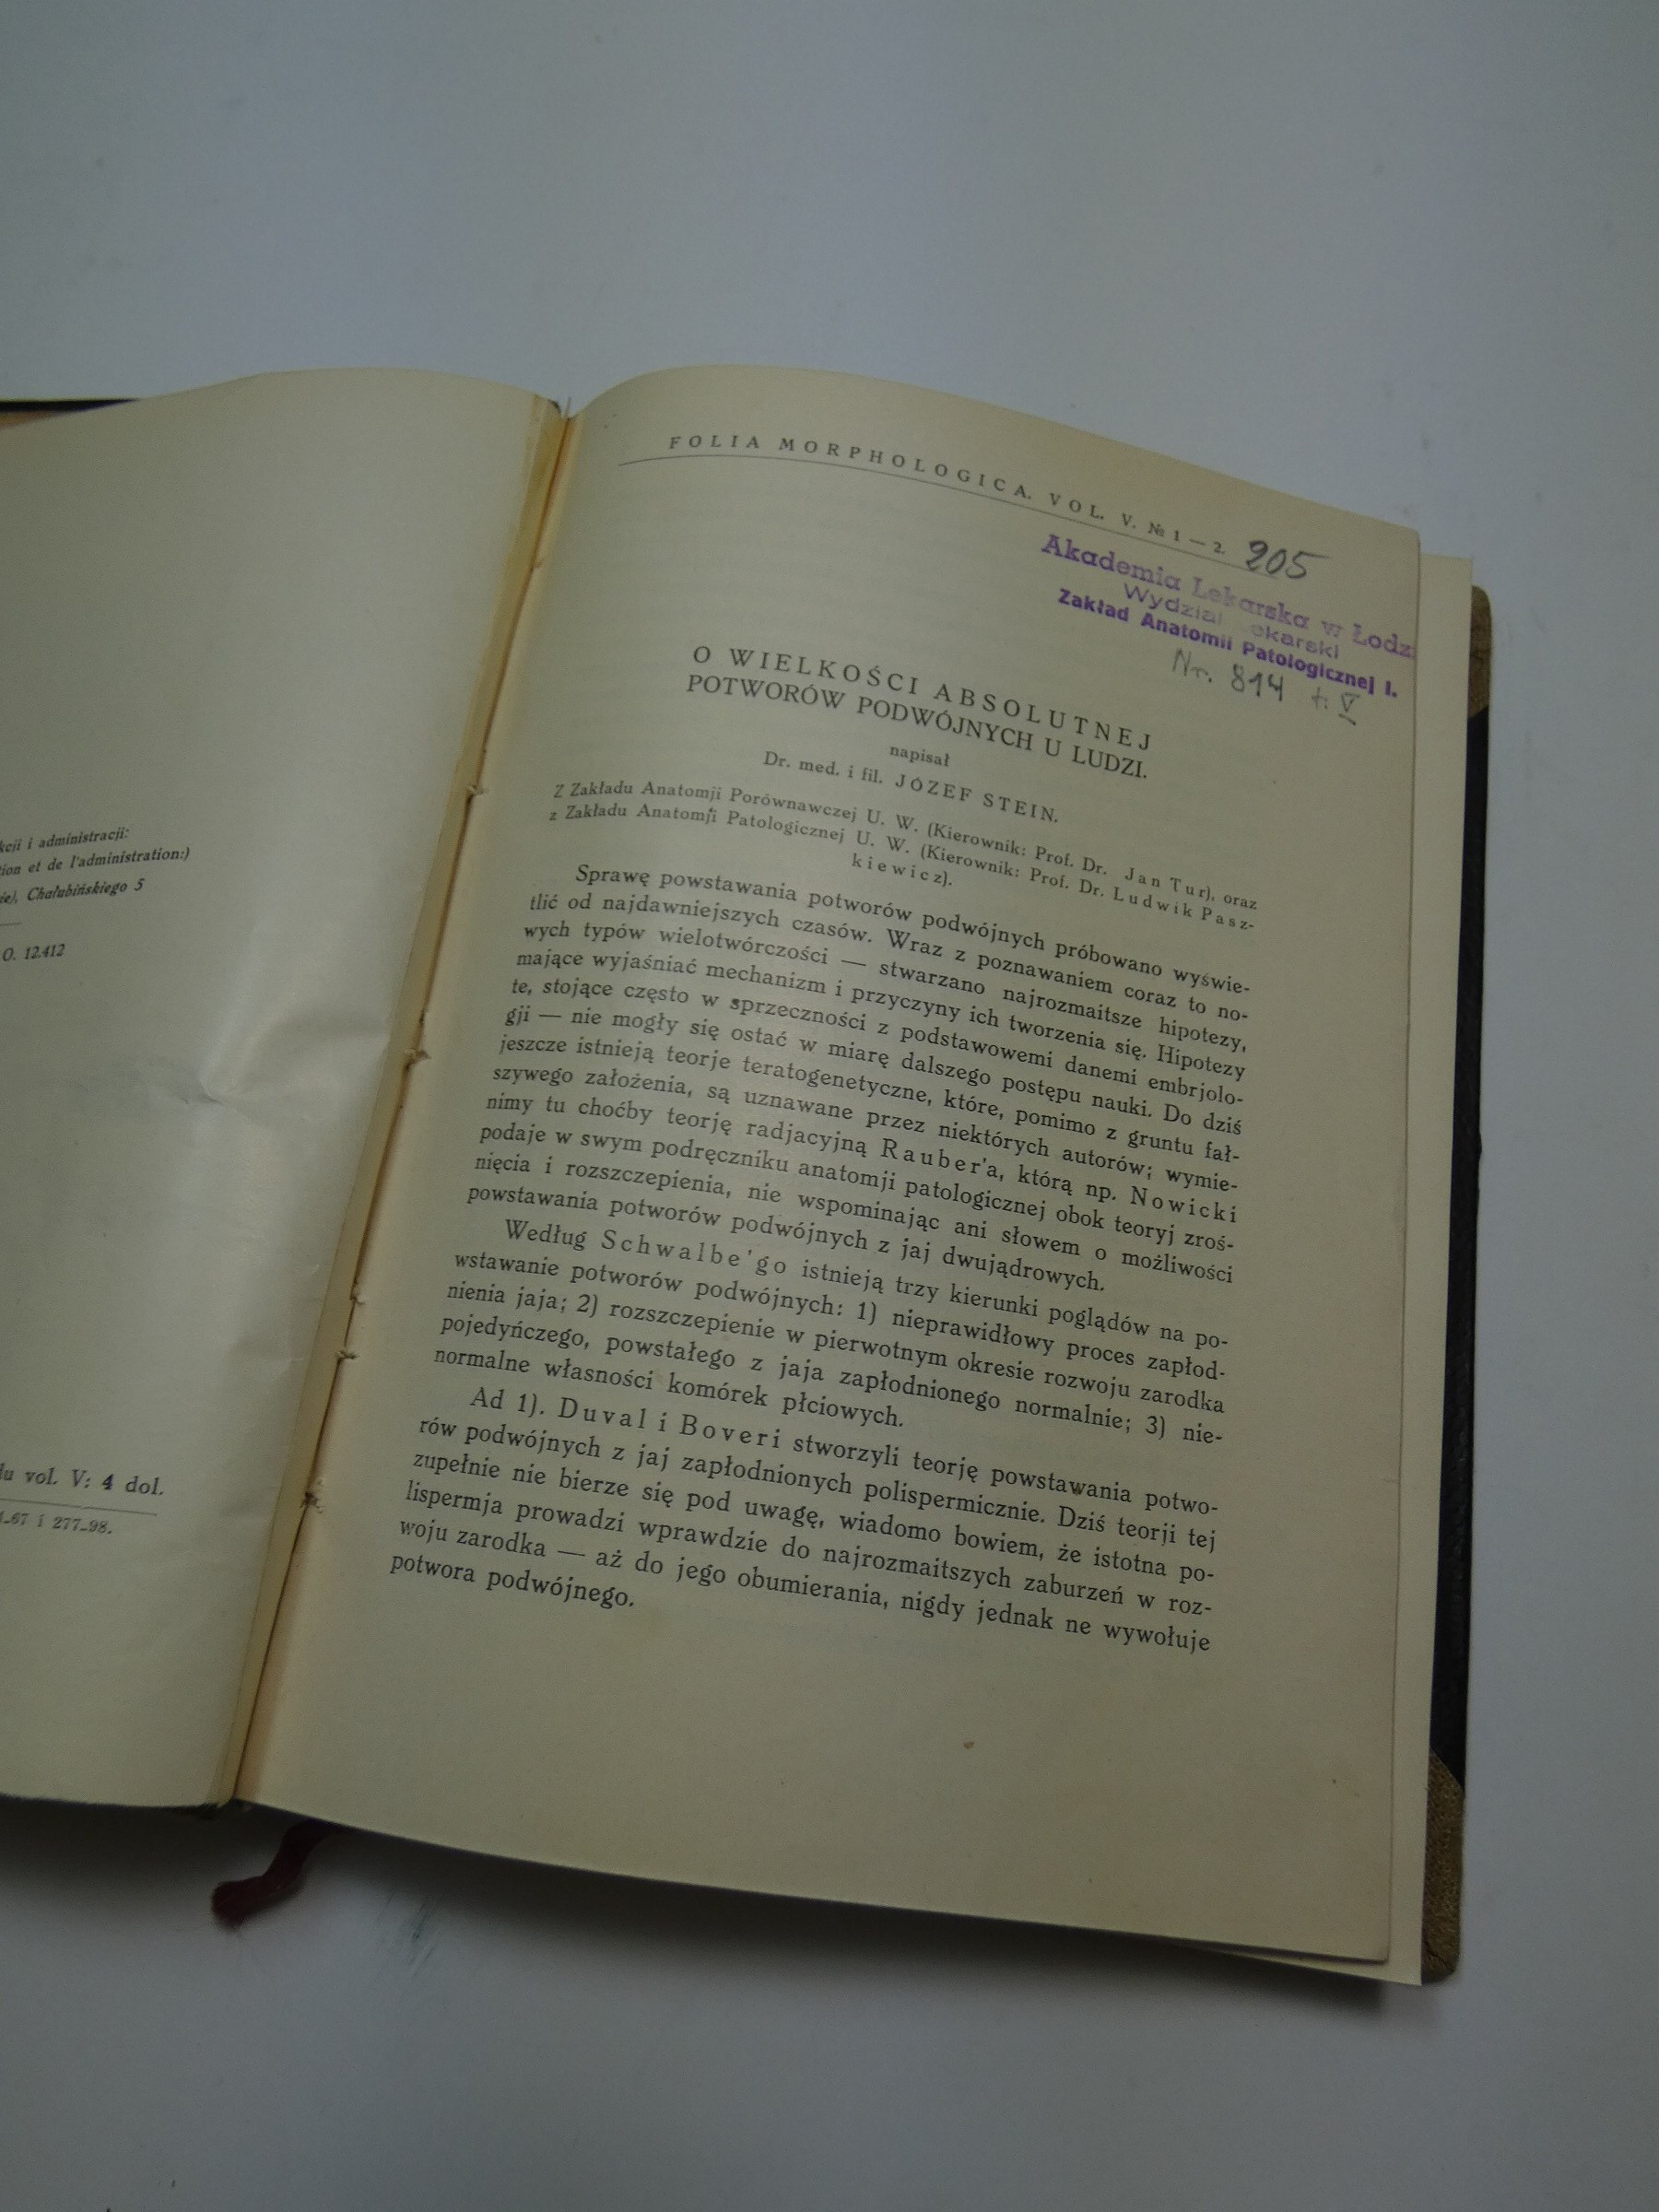 kcji i administracji:
tion et de l'administration:)
Chałubińskiego 5
O. 12.412
vol. V: 4 dol.
67 i 277-98.
FOLIA MORPHOLOGICA. VOL. V. № 1 — 2.
205
Akademia Lekarska w Łodzi
Wydział Lekarski
Zakład Anatomii Patologicznej I.
Nr. 814 t. V
O WIELKOŚCI ABSOLUTNEJ
POTWORÓW PODWÓJNYCH U LUDZI.
napisał
Dr. med. i fil. JÓZEF STEIN.
Z Zakładu Anatomji Porównawczej U. W. (Kierownik: Prof. Dr. Jan Tur), oraz
z Zakładu Anatomji Patologicznej U. W. (Kierownik: Prof. Dr. Ludwik Pasz-
kiewicz).
Sprawę powstawania potworów podwójnych próbowano wyświe-
tlić od najdawniejszych czasów. Wraz z poznawaniem coraz to no-
wych typów wielotwórczości — stwarzano najrozmaitsze hipotezy,
mające wyjaśniać mechanizm i przyczyny ich tworzenia się. Hipotezy
te, stojące często w sprzeczności z podstawowemi danemi embrjolo-
gji — nie mogły się ostać w miarę dalszego postępu nauki. Do dziś
jeszcze istnieją teorje teratogenetyczne, które, pomimo z gruntu fał-
szywego założenia, są uznawane przez niektórych autorów; wymie-
nimy tu choćby teorję radjacyjną Rauber'a, którą np. Nowicki
podaje w swym podręczniku anatomji patologicznej obok teoryj zroś-
nięcia i rozszczepienia, nie wspominając ani słowem o możliwości
powstawania potworów podwójnych z jaj dwujądrowych.
Według Schwalbe'go istnieją trzy kierunki poglądów na po-
wstawanie potworów podwójnych: 1) nieprawidłowy proces zapłod-
nienia jaja; 2) rozszczepienie w pierwotnym okresie rozwoju zarodka
pojedyńczego, powstałego z jaja zapłodnionego normalnie; 3) nie-
normalne własności komórek płciowych.
Ad 1). Duval i Boveri stworzyli teorję powstawania potwo-
rów podwójnych z jaj zapłodnionych polispermicznie. Dziś teorji tej
zupełnie nie bierze się pod uwagę, wiadomo bowiem, że istotna po-
lispermja prowadzi wprawdzie do najrozmaitszych zaburzeń w roz-
woju zarodka — aż do jego obumierania, nigdy jednak ne wywołuje
potwora podwójnego.